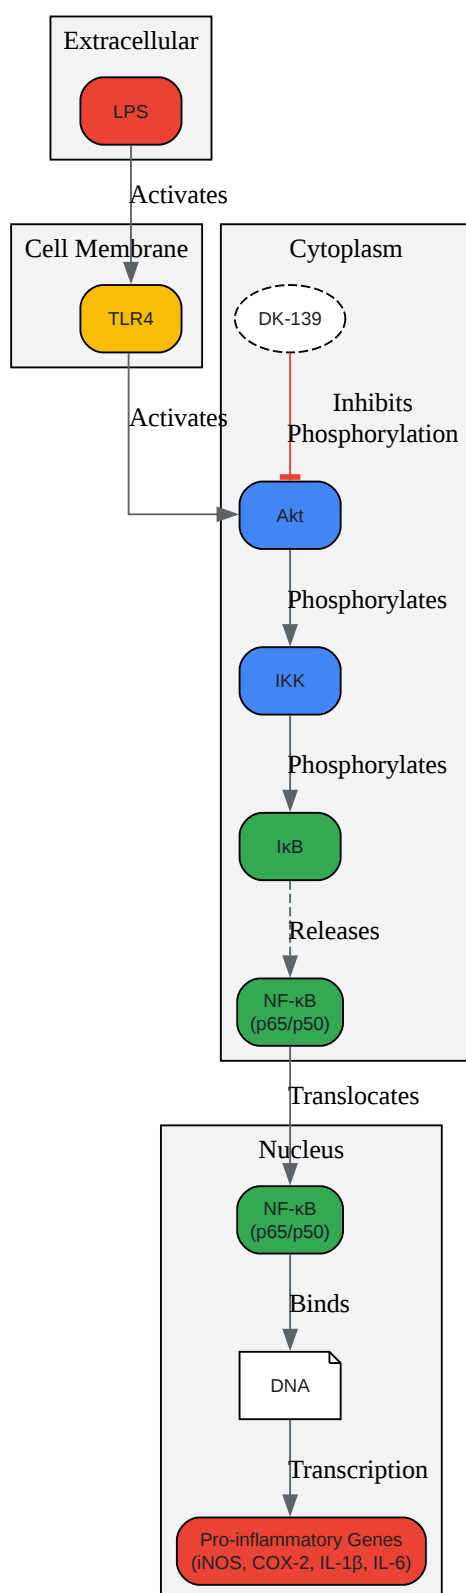 Extracellular
LPS
Activates
Cell Membrane
TLR4
Activates
Cytoplasm
DK-139
Inhibits
Phosphorylation
Akt
Phosphorylates
IKK
Phosphorylates
IκB
Releases
NF-κB
(p65/p50)
Translocates
Nucleus
NF-κB
(p65/p50)
Binds
DNA
Transcription
Pro-inflammatory Genes
(iNOS, COX-2, IL-1β, IL-6)